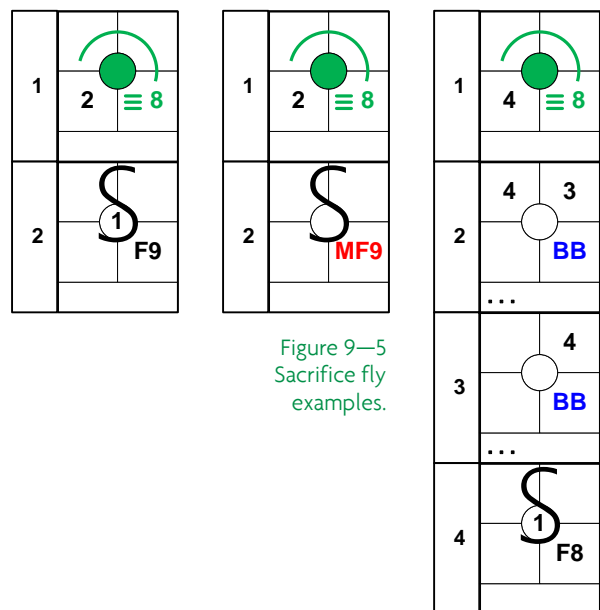 1
2 ≡ 8
2
S
1
F9
1
2 ≡ 8
2
S
MF9
Figure 9—5
Sacrifice fly
examples.
1
4 ≡ 8
2
4 3
BB
...
3
4
BB
...
4
S
1
F8